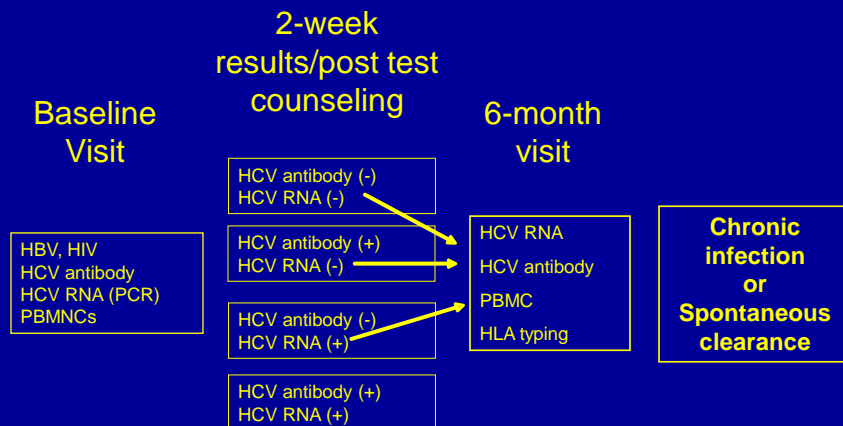 2-week
results/post test
counseling
Baseline
Visit
6-month
visit
HBV, HIV
HCV antibody
HCV RNA (PCR)
PBMNCs
HCV antibody (-)
HCV RNA (-)
HCV antibody (+)
HCV RNA (-)
HCV antibody (-)
HCV RNA (+)
HCV antibody (+)
HCV RNA (+)
HCV RNA
HCV antibody
PBMC
HLA typing
Chronic
infection
or
Spontaneous
clearance